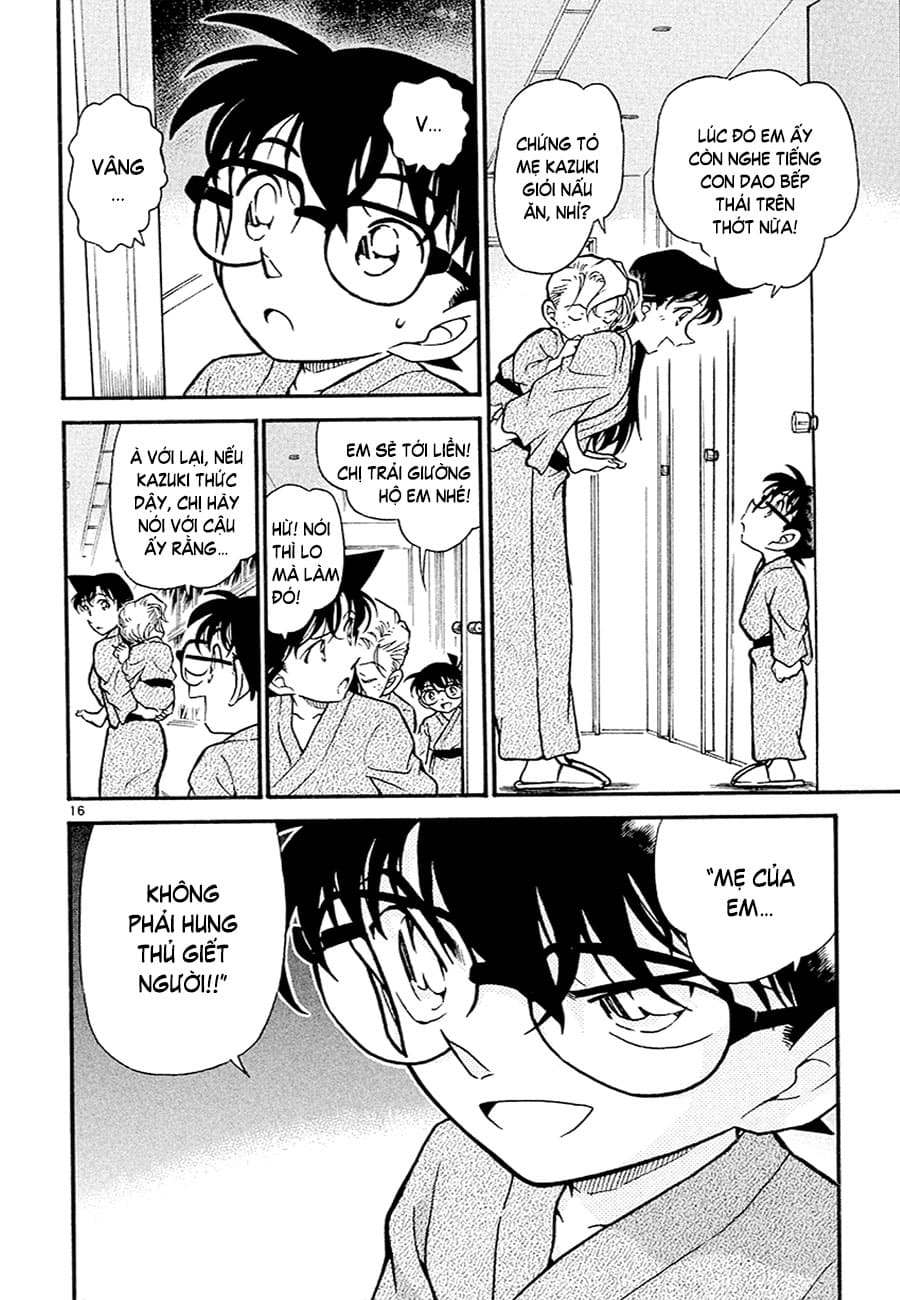 LÚC ĐÓ EM ẤY
CÒN NGHE TIẾNG
CON DAO BẾP
THÁI TRÊN
THỚT NỮA!
CHỨNG TỎ
MẸ KAZUKI
GIỎI NẤU
ĂN, NHỈ?
V...
VÂNG
...
EM SẼ TỚI LIỀN!
CHỊ TRẢI GIƯỜNG
HỘ EM NHÉ!
HỪ! NÓI
THÌ LO
MÀ LÀM
ĐÓ!
À VỚI LẠI, NẾU
KAZUKI THỨC
DẬY, CHỊ HÃY
NÓI VỚI CẬU
ẤY RẰNG...
16
“MẸ CỦA
EM...
KHÔNG
PHẢI HUNG
THỦ GIẾT
NGƯỜI!!”